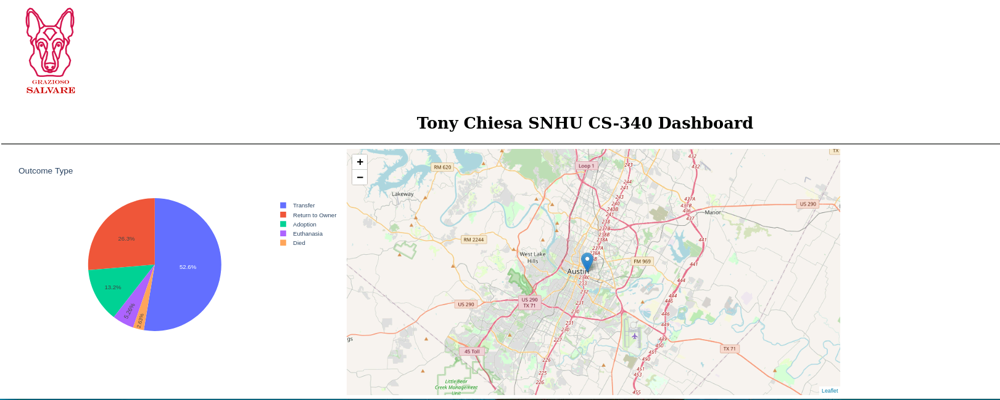 GRAZIOSO
SALVARE
Tony Chiesa SNHU CS-340 Dashboard
Outcome Type
Transfer
Return to Owner
Adoption
Euthanasia
Died
52.6%
26.3%
13.2%
5.26%
2.63%
+
−
TX
432
RM 620
Loop 1
243
432
244
241
Lakeway
243
437A
240
437B
US 290
240B
436
Manor
241
437
238
237B
238B
RM 2244
238A
441
237A
236A
West Lake
Hills
FM 969
441
Austin
234C
444
233
232
444
US 290
TX 71
US 290
231
446
230
446
231
449
230
gs
227
449
450
TX 71
45 Toll
451
226
450
451
225
453
Little Bear
Creek Management
Unit
226
455
Leaflet